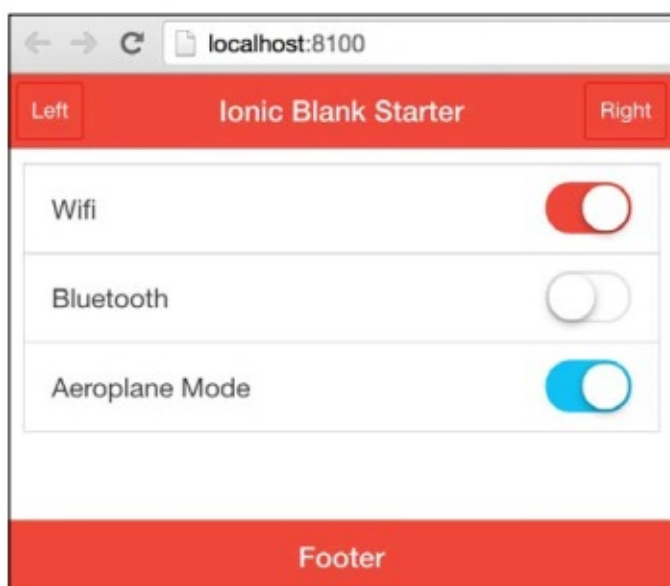 localhost:8100
Left Ionic Blank Starter Right
Wifi
Bluetooth
Aeroplane Mode
Footer